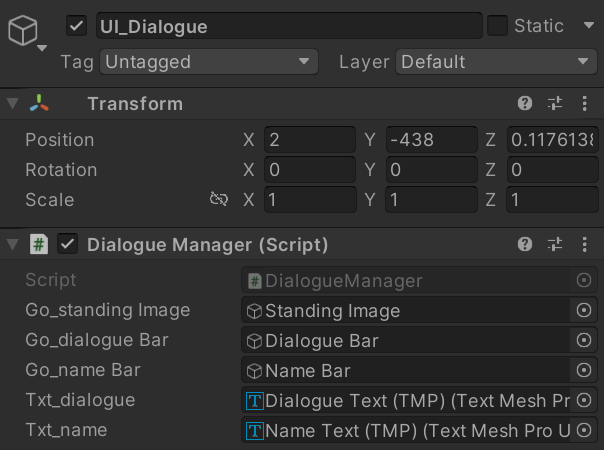 UI_Dialogue Static
Tag Untagged Layer Default
Transform
Position X 2 Y -438 Z 0.1176138
Rotation X 0 Y 0 Z 0
Scale X 1 Y 1 Z 1
# Dialogue Manager (Script)
Script # DialogueManager
Go_standing Image Standing Image
Go_dialogue Bar Dialogue Bar
Go_name Bar Name Bar
Txt_dialogue T Dialogue Text (TMP) (Text Mesh Pr
Txt_name T Name Text (TMP) (Text Mesh Pro U